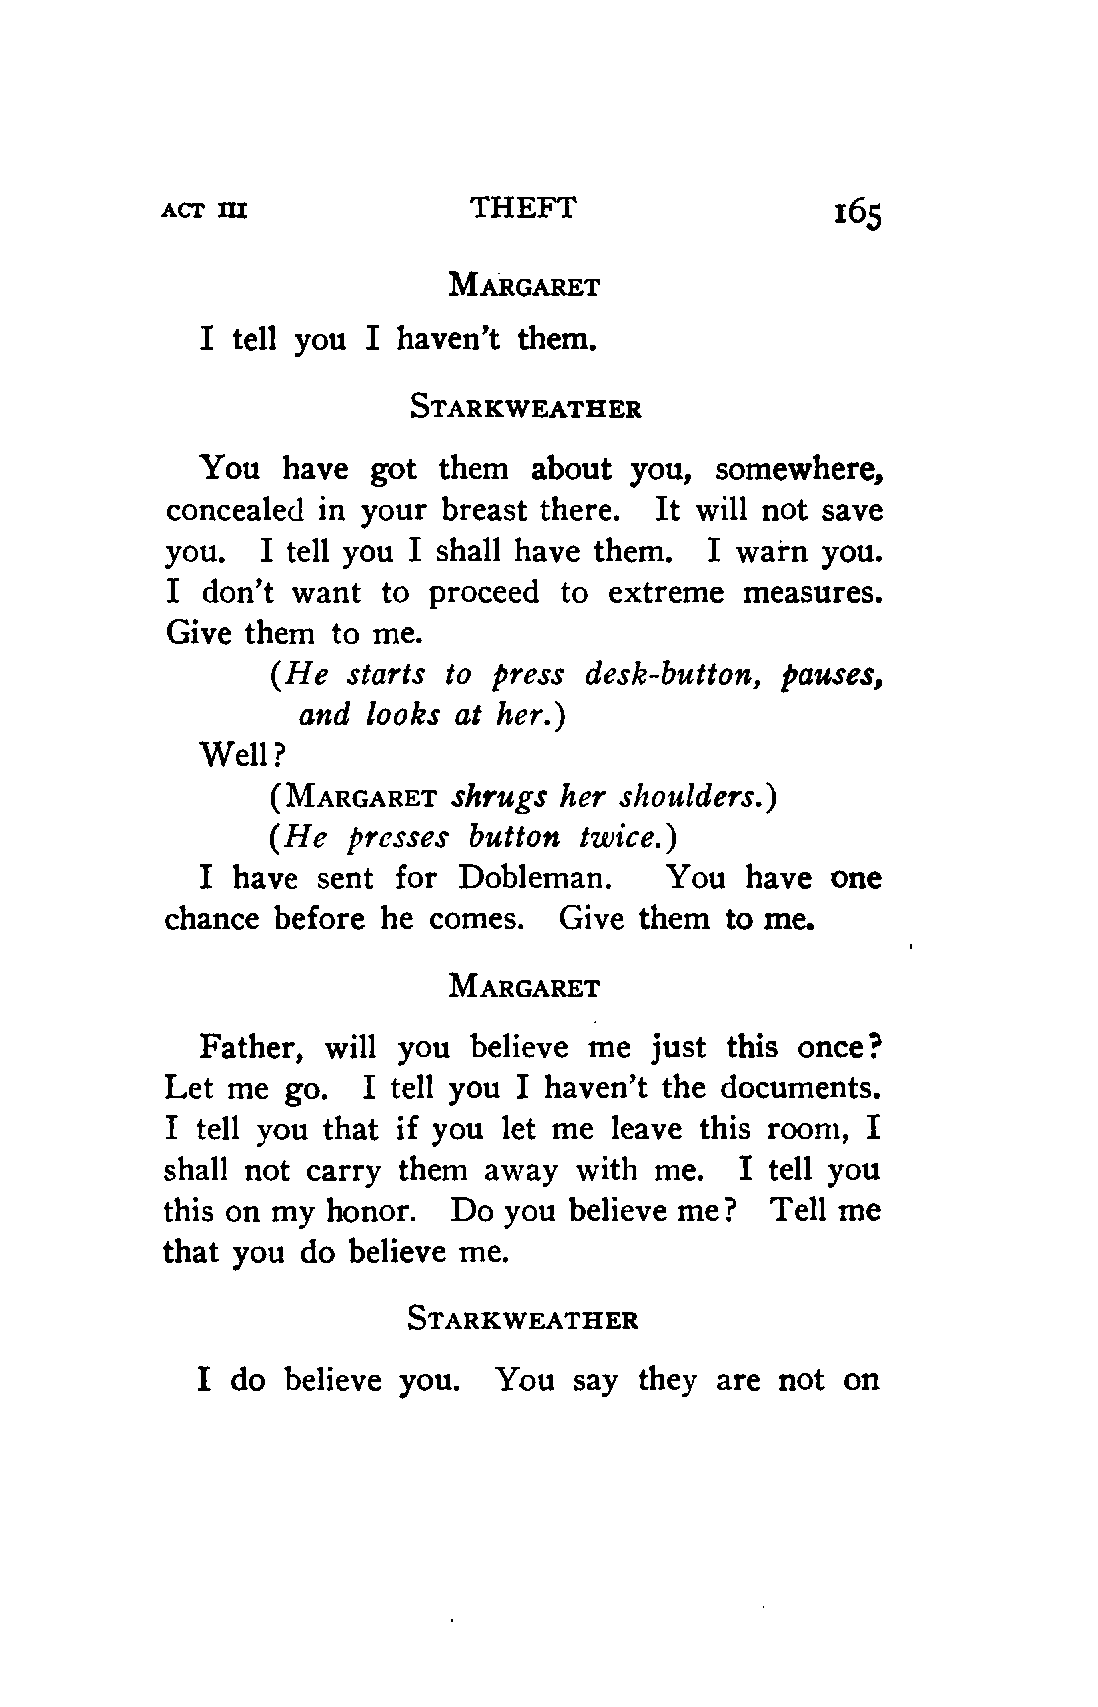 ACT III THEFT 165
MARGARET
I tell you I haven't them.
STARKWEATHER
You have got them about you, somewhere,
concealed in your breast there. It will not save
you. I tell you I shall have them. I warn you.
I don't want to proceed to extreme measures.
Give them to me.
(He starts to press desk-button, pauses,
and looks at her.)
Well?
(MARGARET shrugs her shoulders.)
(He presses button twice.)
I have sent for Dobleman. You have one
chance before he comes. Give them to me.
MARGARET
Father, will you believe me just this once?
Let me go. I tell you I haven't the documents.
I tell you that if you let me leave this room, I
shall not carry them away with me. I tell you
this on my honor. Do you believe me? Tell me
that you do believe me.
STARKWEATHER
I do believe you. You say they are not on